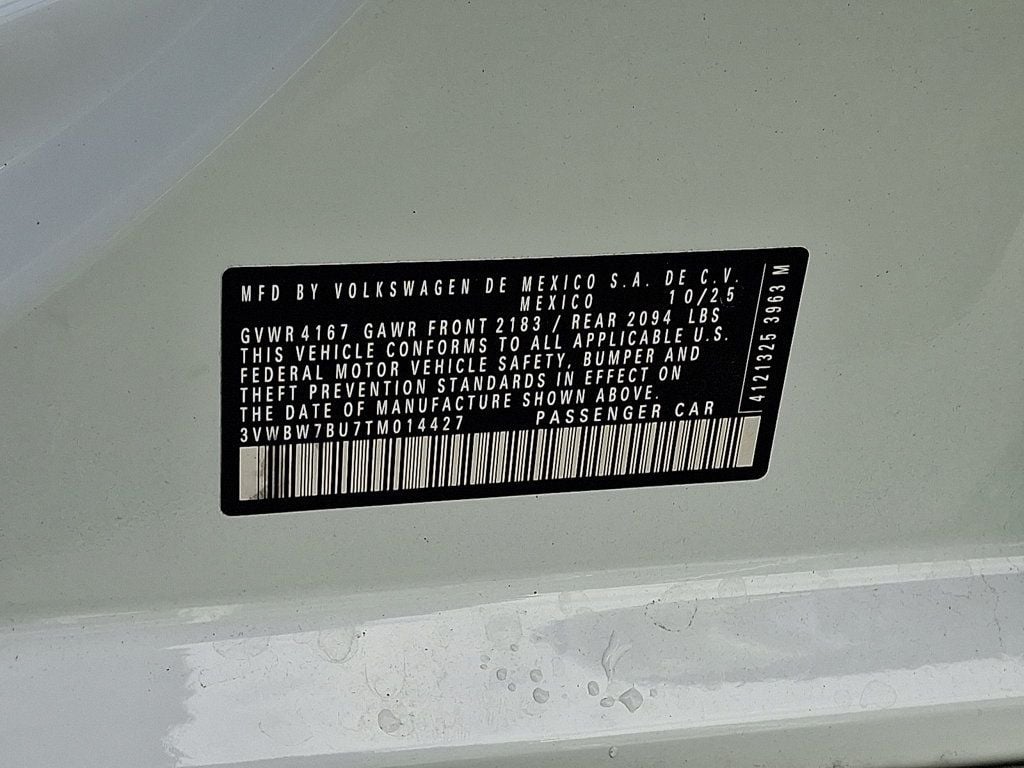 MFD BY VOLKSWAGEN DE MEXICO S.A. DE C.V.
MEXICO 10/25
GVWR 4167 GAWR FRONT 2183 / REAR 2094 LBS
THIS VEHICLE CONFORMS TO ALL APPLICABLE U.S.
FEDERAL MOTOR VEHICLE SAFETY, BUMPER AND
THEFT PREVENTION STANDARDS IN EFFECT ON
THE DATE OF MANUFACTURE SHOWN ABOVE.
3VWBW7BU7TM014427 PASSENGER CAR
4121325 3963 M